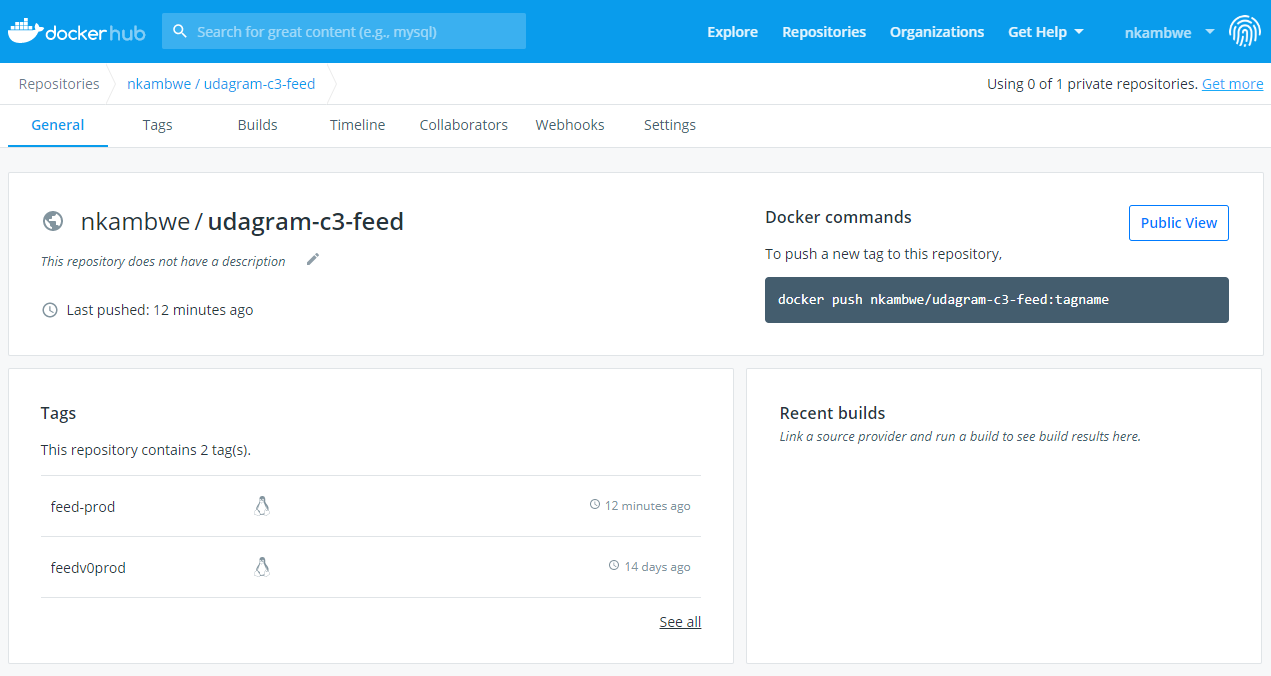 dockerhub Search for great content (e.g., mysql) Explore Repositories Organizations Get Help nkambwe
Repositories nkambwe / udagram-c3-feed Using 0 of 1 private repositories. Get more
General Tags Builds Timeline Collaborators Webhooks Settings
nkambwe / udagram-c3-feed
This repository does not have a description
Last pushed: 12 minutes ago
Docker commands
Public View
To push a new tag to this repository,
docker push nkambwe/udagram-c3-feed:tagname
Tags
This repository contains 2 tag(s).
feed-prod 12 minutes ago
feedv0prod 14 days ago
See all
Recent builds
Link a source provider and run a build to see build results here.